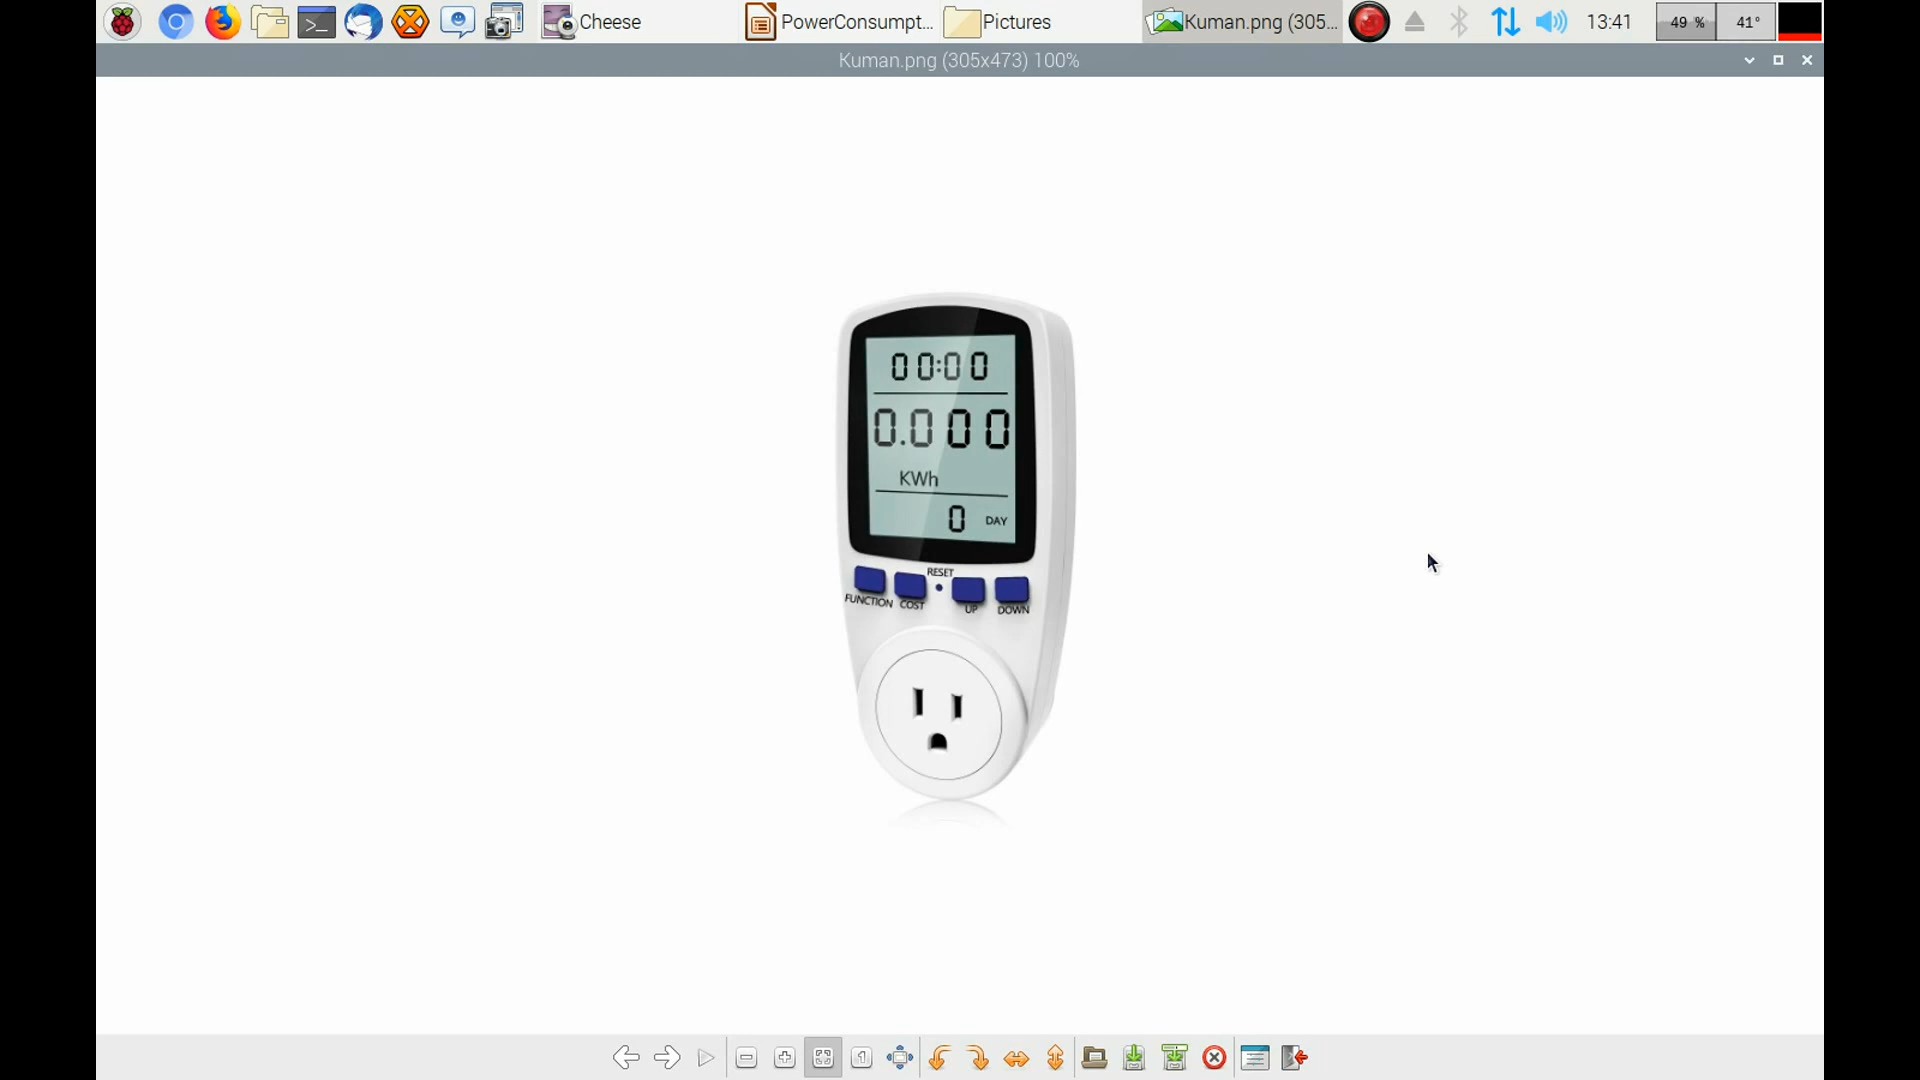 Cheese
PowerConsumpt...
Pictures
Kuman.png (305...
13:41
49 %
41°
Kuman.png (305x473) 100%
00:00
0.000
KWh
0 DAY
RESET
FUNCTION COST UP DOWN